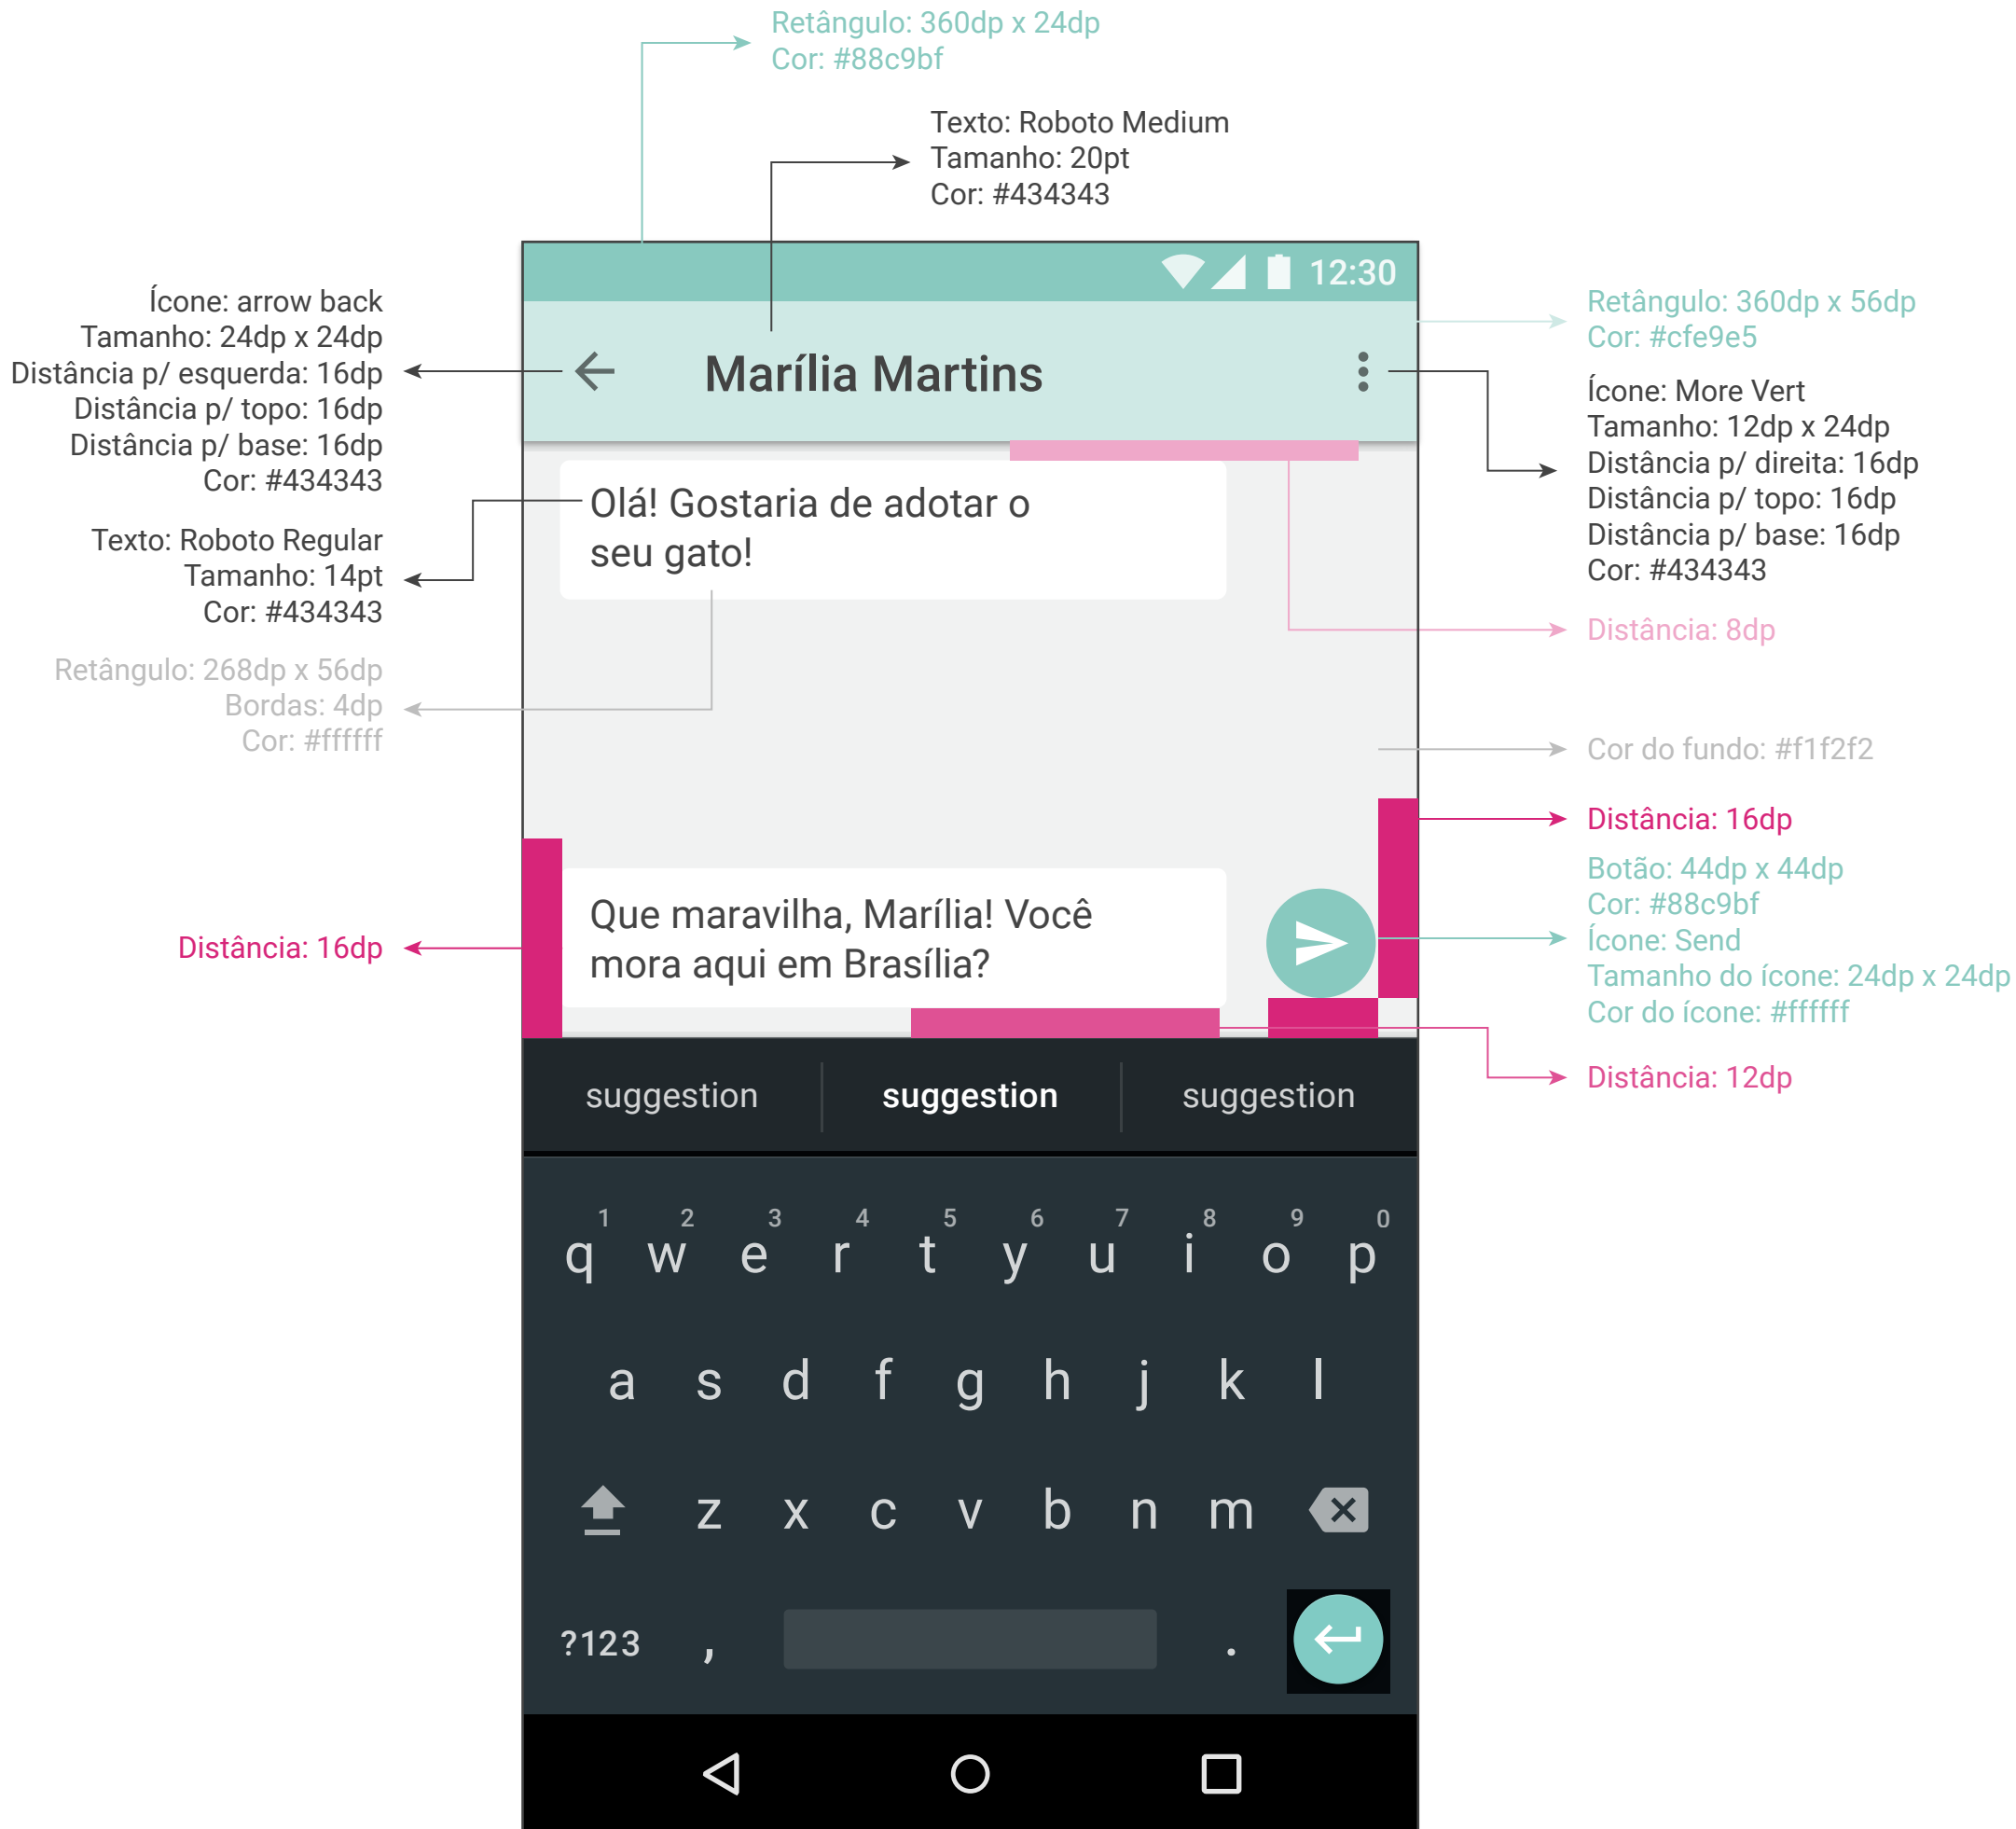 Retângulo: 360dp x 24dp
Cor: #88c9bf
Texto: Roboto Medium
Tamanho: 20pt
Cor: #434343
Ícone: arrow back
Tamanho: 24dp x 24dp
Distância p/ esquerda: 16dp
Distância p/ topo: 16dp
Distância p/ base: 16dp
Cor: #434343
Texto: Roboto Regular
Tamanho: 14pt
Cor: #434343
Retângulo: 268dp x 56dp
Bordas: 4dp
Cor: #ffffff
Distância: 16dp
12:30
Marília Martins
Olá! Gostaria de adotar o
seu gato!
Que maravilha, Marília! Você
mora aqui em Brasília?
suggestion suggestion suggestion
1 2 3 4 5 6 7 8 9 0
q w e r t y u i o p
a s d f g h j k l
z x c v b n m
?123 , .
Retângulo: 360dp x 56dp
Cor: #cfe9e5
Ícone: More Vert
Tamanho: 12dp x 24dp
Distância p/ direita: 16dp
Distância p/ topo: 16dp
Distância p/ base: 16dp
Cor: #434343
Distância: 8dp
Cor do fundo: #f1f2f2
Distância: 16dp
Botão: 44dp x 44dp
Cor: #88c9bf
Ícone: Send
Tamanho do ícone: 24dp x 24dp
Cor do ícone: #ffffff
Distância: 12dp